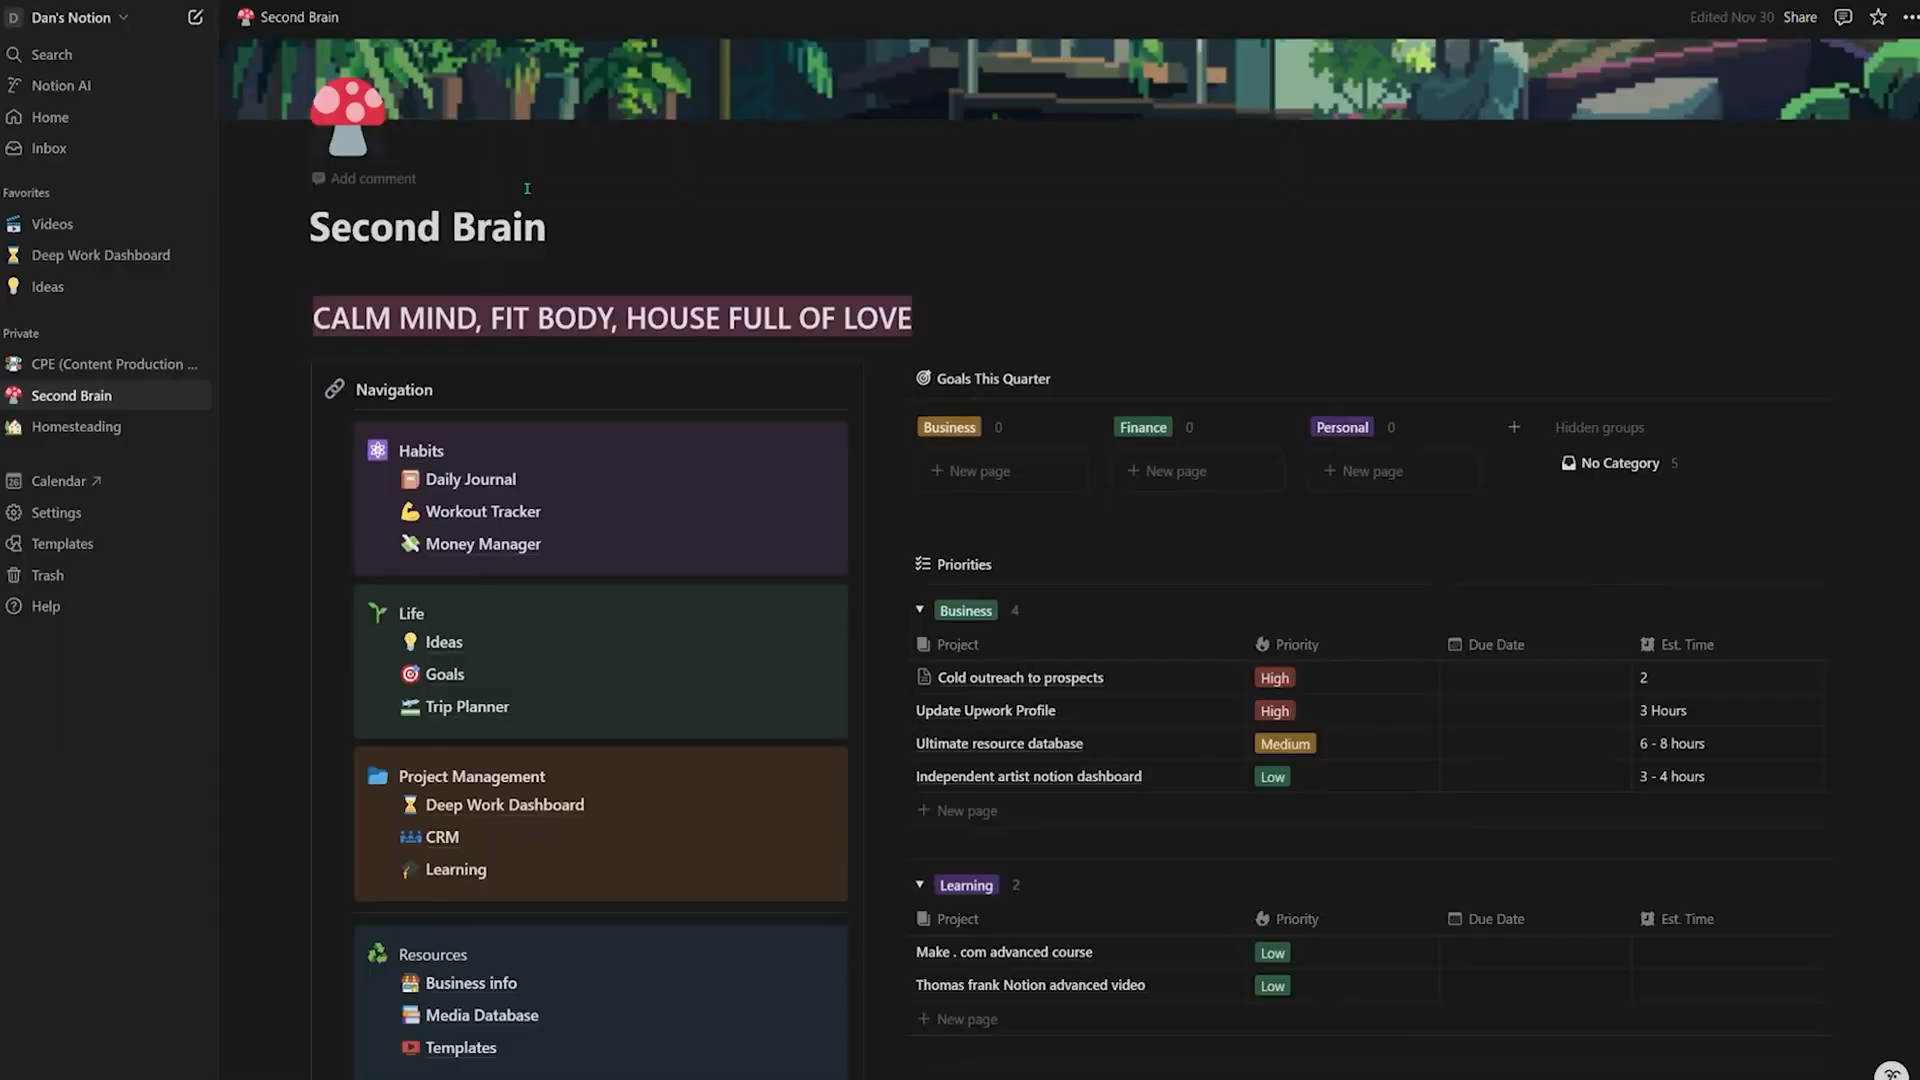 D Dan's Notion
Search
Notion AI
Home
Inbox
Favorites
Videos
Deep Work Dashboard
Ideas
Private
CPE (Content Production ...
Second Brain
Homesteading
26 Calendar ↗
Settings
Templates
Trash
Help
Second Brain
Edited Nov 30 Share
Add comment
Second Brain
CALM MIND, FIT BODY, HOUSE FULL OF LOVE
Navigation
Habits
Daily Journal
Workout Tracker
Money Manager
Life
Ideas
Goals
Trip Planner
Project Management
Deep Work Dashboard
CRM
Learning
Resources
Business info
Media Database
Templates
Goals This Quarter
Business 0 Finance 0 Personal 0 + Hidden groups
+ New page + New page + New page No Category 5
Priorities
Business 4
Project Priority Due Date Est. Time
Cold outreach to prospects High 2
Update Upwork Profile High 3 Hours
Ultimate resource database Medium 6 - 8 hours
Independent artist notion dashboard Low 3 - 4 hours
+ New page
Learning 2
Project Priority Due Date Est. Time
Make . com advanced course Low
Thomas frank Notion advanced video Low
+ New page